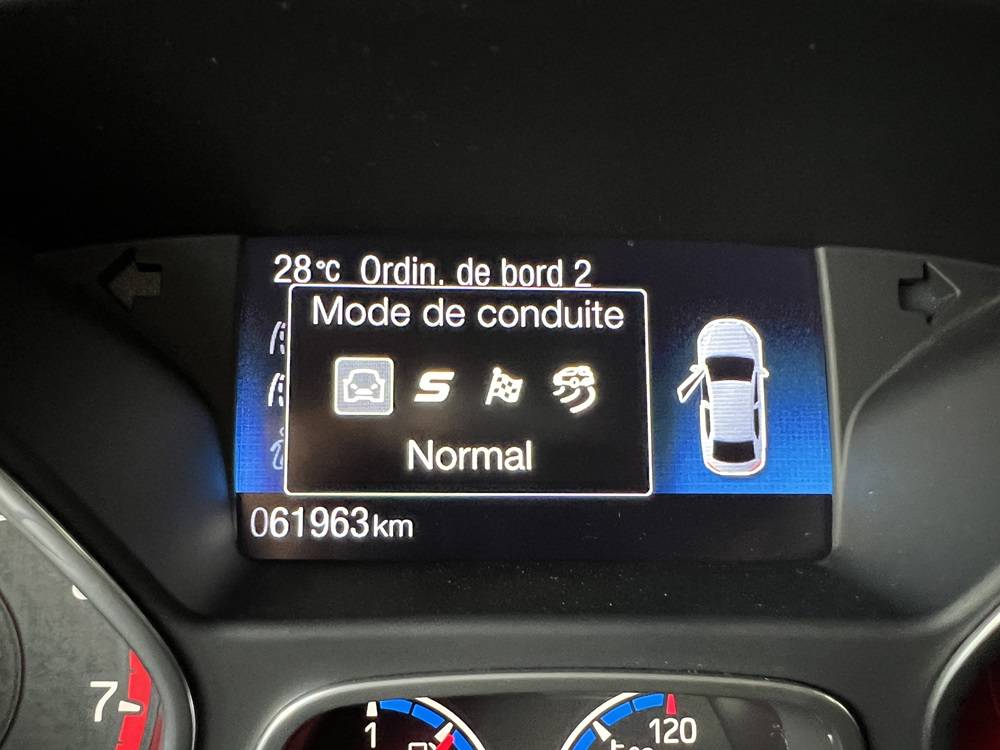 28°C Ordin. de bord 2
Mode de conduite
S
Normal
061963km
7
1
120